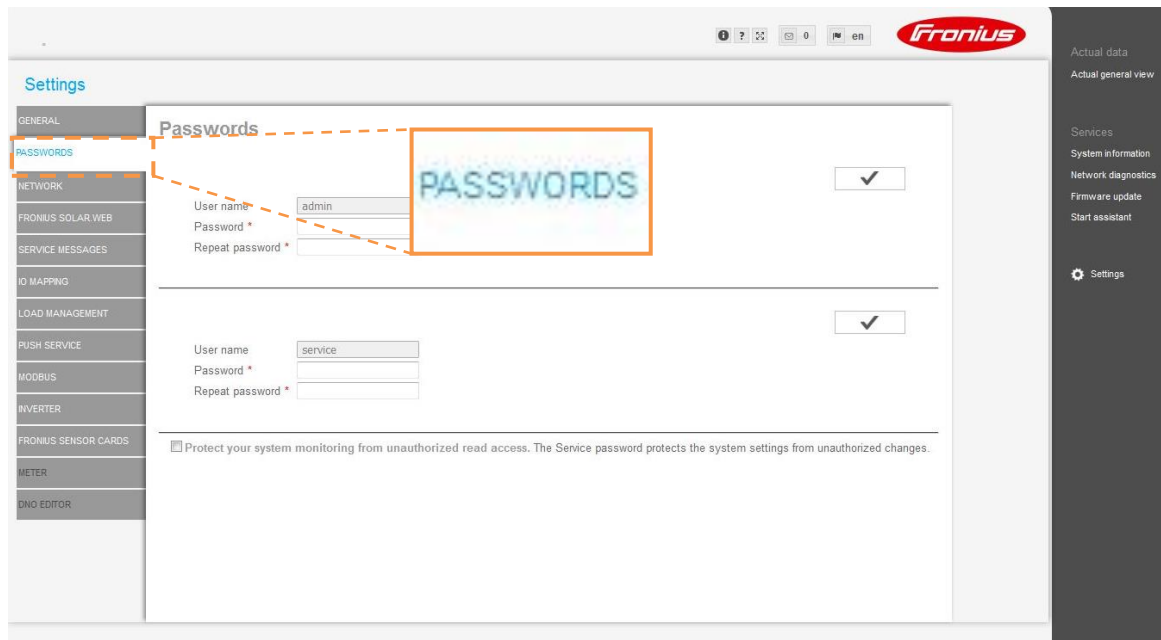 0
en
Fronius
Settings
GENERAL
PASSWORDS
NETWORK
FRONIUS SOLAR.WEB
SERVICE MESSAGES
IO MAPPING
LOAD MANAGEMENT
PUSH SERVICE
MODBUS
INVERTER
FRONIUS SENSOR CARDS
METER
DNO EDITOR
Passwords
PASSWORDS
User name admin
Password *
Repeat password *
User name service
Password *
Repeat password *
Protect your system monitoring from unauthorized read access. The Service password protects the system settings from unauthorized changes.
Actual data
Actual general view
Services
System information
Network diagnostics
Firmware update
Start assistant
Settings